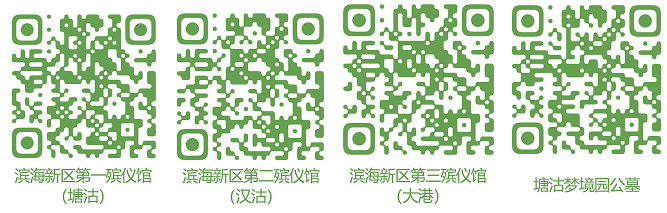 滨海新区第一殡仪馆
（塘沽）
滨海新区第二殡仪馆
（汉沽）
滨海新区第三殡仪馆
（大港）
塘沽梦境园公墓